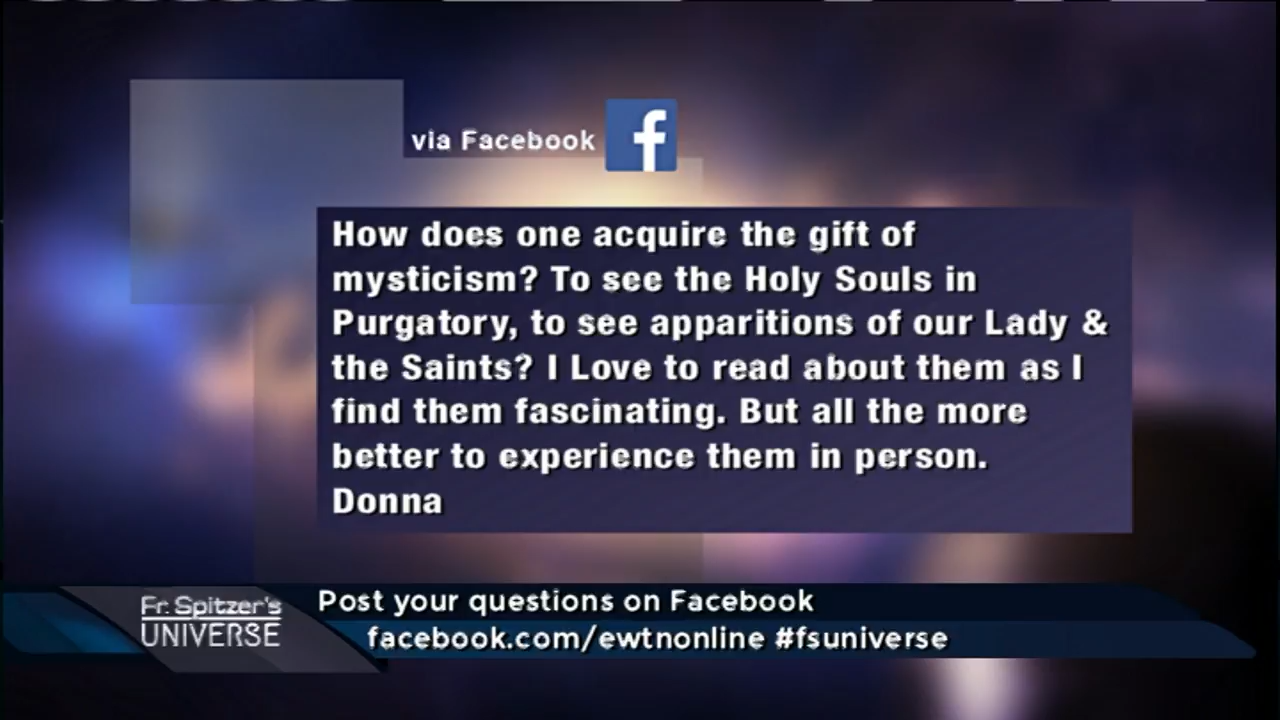 via Facebook
How does one acquire the gift of
mysticism? To see the Holy Souls in
Purgatory, to see apparitions of our Lady &
the Saints? I Love to read about them as I
find them fascinating. But all the more
better to experience them in person.
Donna
Fr. Spitzer's
UNIVERSE
Post your questions on Facebook
facebook.com/ewtnonline #fsuniverse